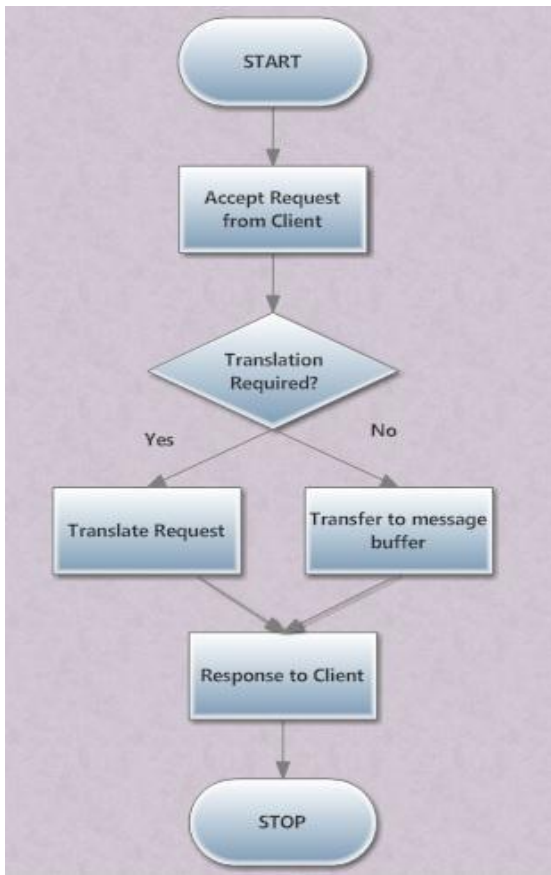 START
Accept Request
from Client
Translation
Required?
Yes
No
Translate Request
Transfer to message
buffer
Response to Client
STOP